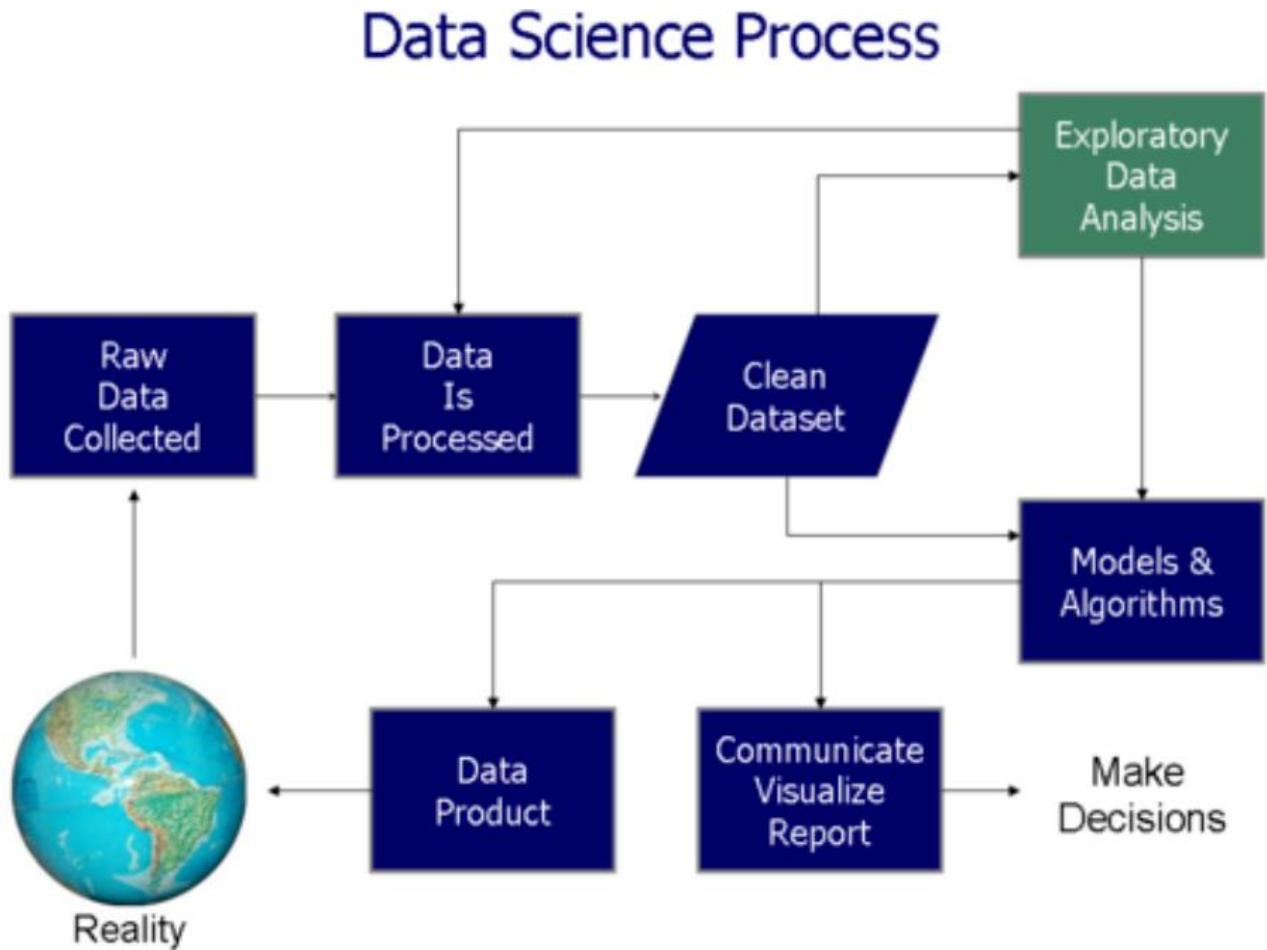 Data Science Process
Exploratory
Data
Analysis
Raw
Data
Collected
Data
Is
Processed
Clean
Dataset
Models &
Algorithms
Data
Product
Communicate
Visualize
Report
Make
Decisions
Reality